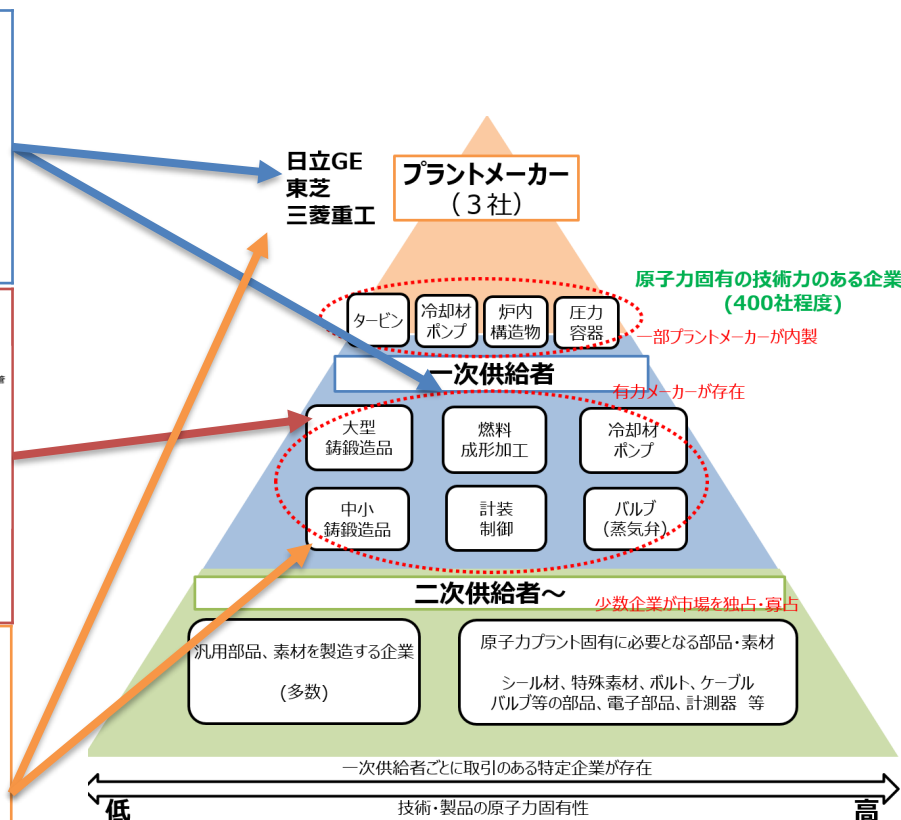 日立GE
東芝
三菱重工
プラントメーカー
(3社)
原子力固有の技術力のある企業
(400社程度)
タービン
冷却材
ポンプ
炉内
構造物
圧力
容器
一部プラントメーカーが内製
一次供給者
有力メーカーが存在
大型
鋳鍛造品
燃料
成形加工
冷却材
ポンプ
中小
鋳鍛造品
計装
制御
バルブ
(蒸気弁)
二次供給者~
少数企業が市場を独占・寡占
汎用部品、素材を製造する企業
(多数)
原子力プラント固有に必要となる部品・素材
シール材、特殊素材、ボルト、ケーブル
バルブ等の部品、電子部品、計測器 等
一次供給者ごとに取引のある特定企業が存在
低
技術・製品の原子力固有性
高